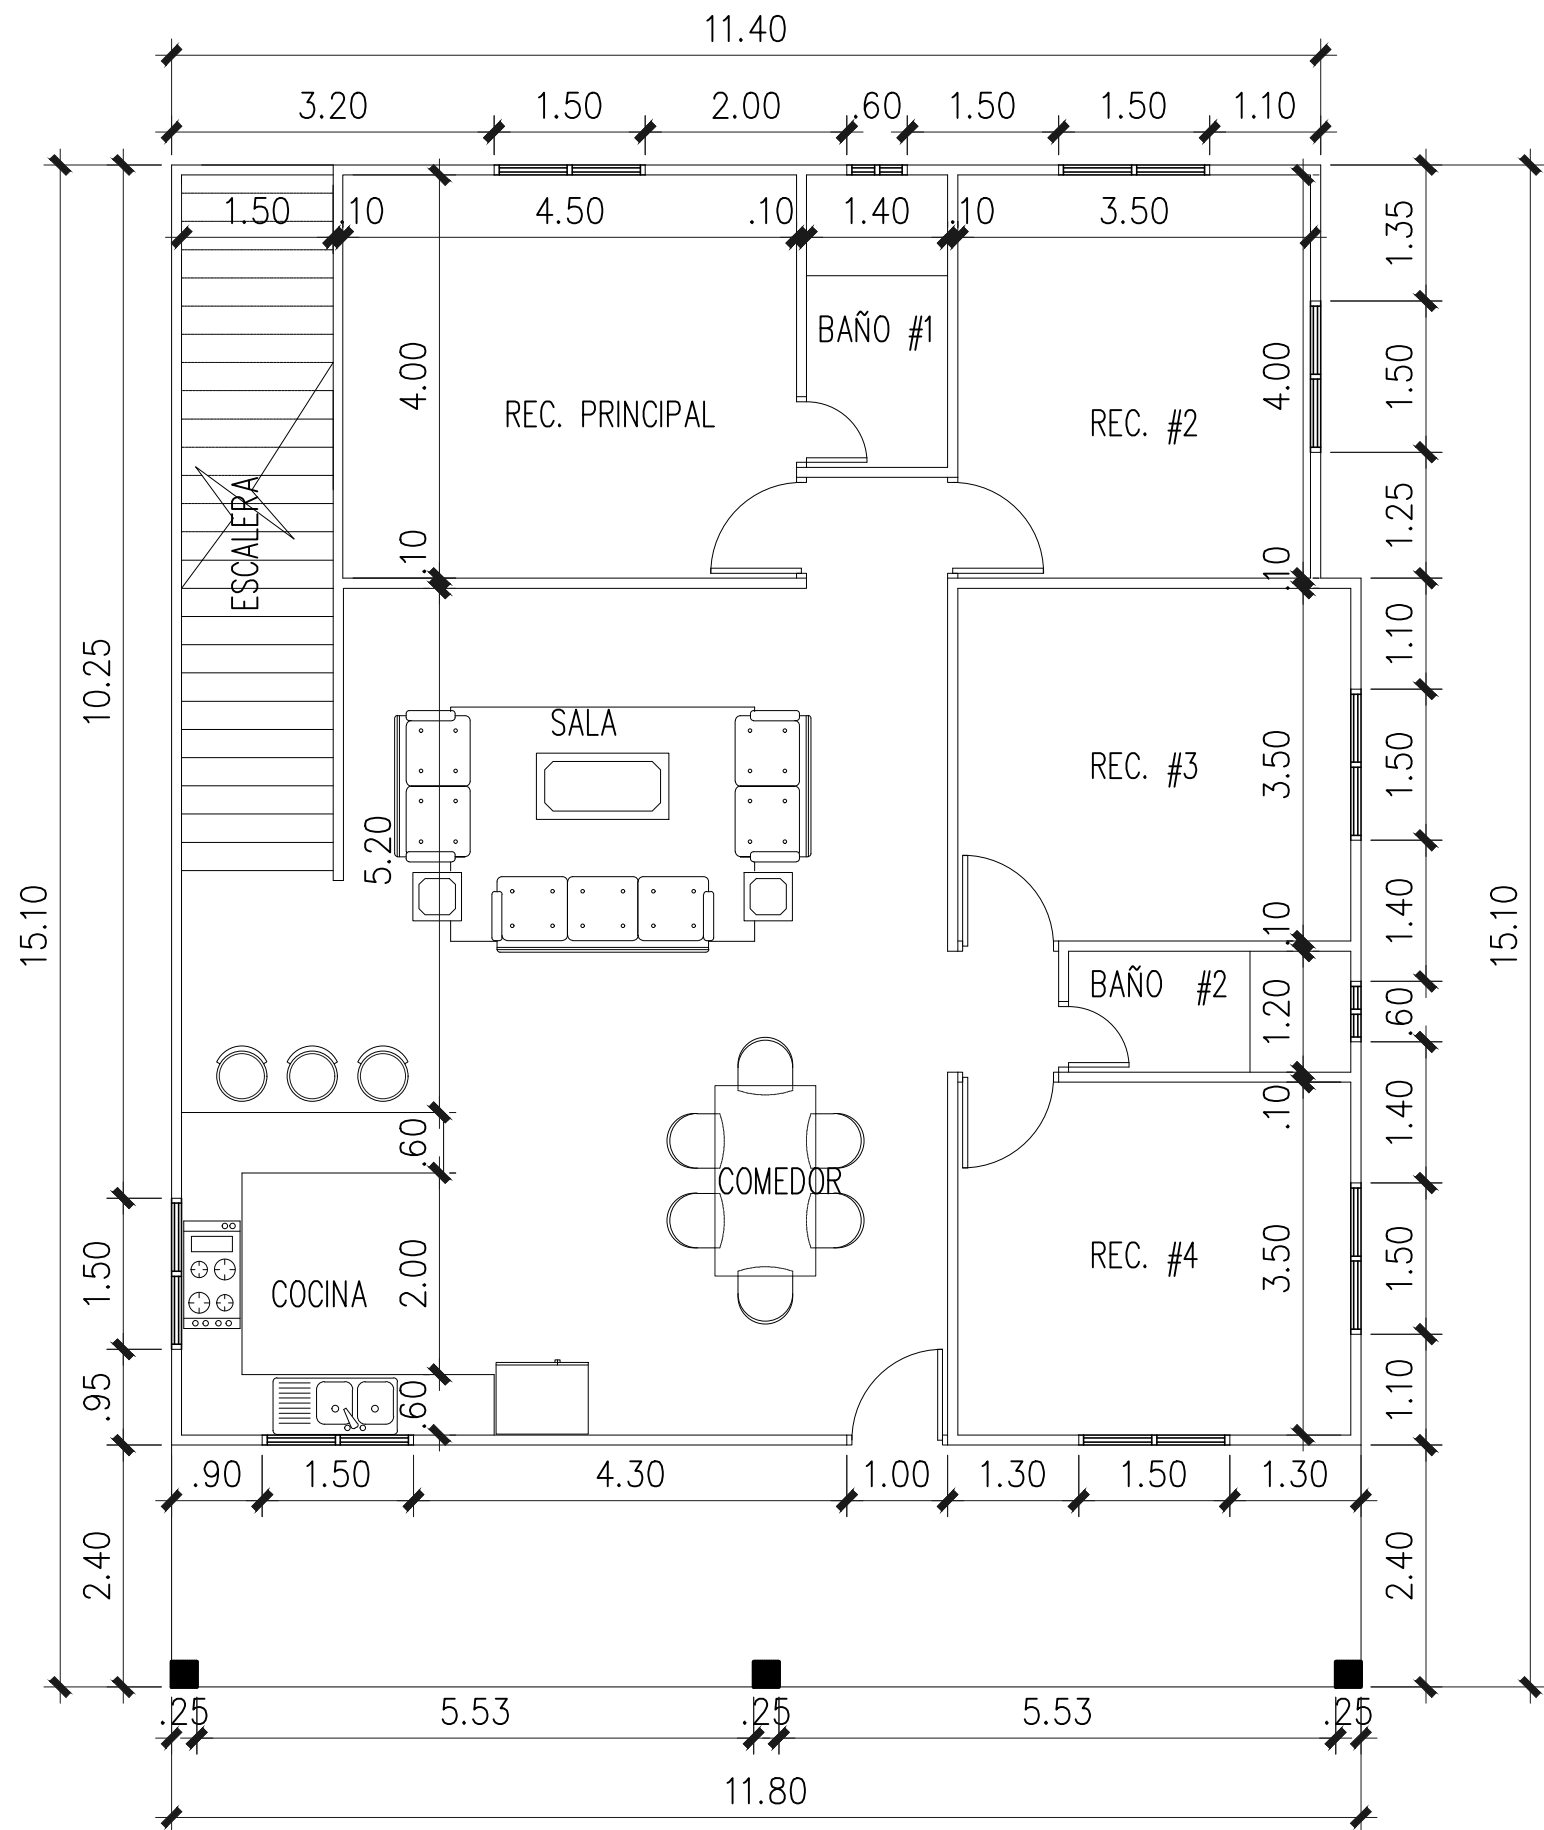 11.40
3.20 1.50 2.00 .60 1.50 1.50 1.10
1.50 .10 4.50 .10 1.40 .10 3.50
1.35
BAÑO #1
4.00
4.00
1.50
REC. PRINCIPAL
REC. #2
1.25
ESCALERA
.10
.10
10.25
1.10
SALA
REC. #3
3.50
1.50
5.20
15.10
15.10
.10
1.40
BAÑO #2
1.20
.60
.60
.10
1.40
COMEDOR
REC. #4
3.50
1.50
1.50
COCINA
2.00
.95
.60
1.10
.90 1.50 4.30 1.00 1.30 1.50 1.30
2.40
2.40
.25 5.53 .25 5.53 .25
11.80